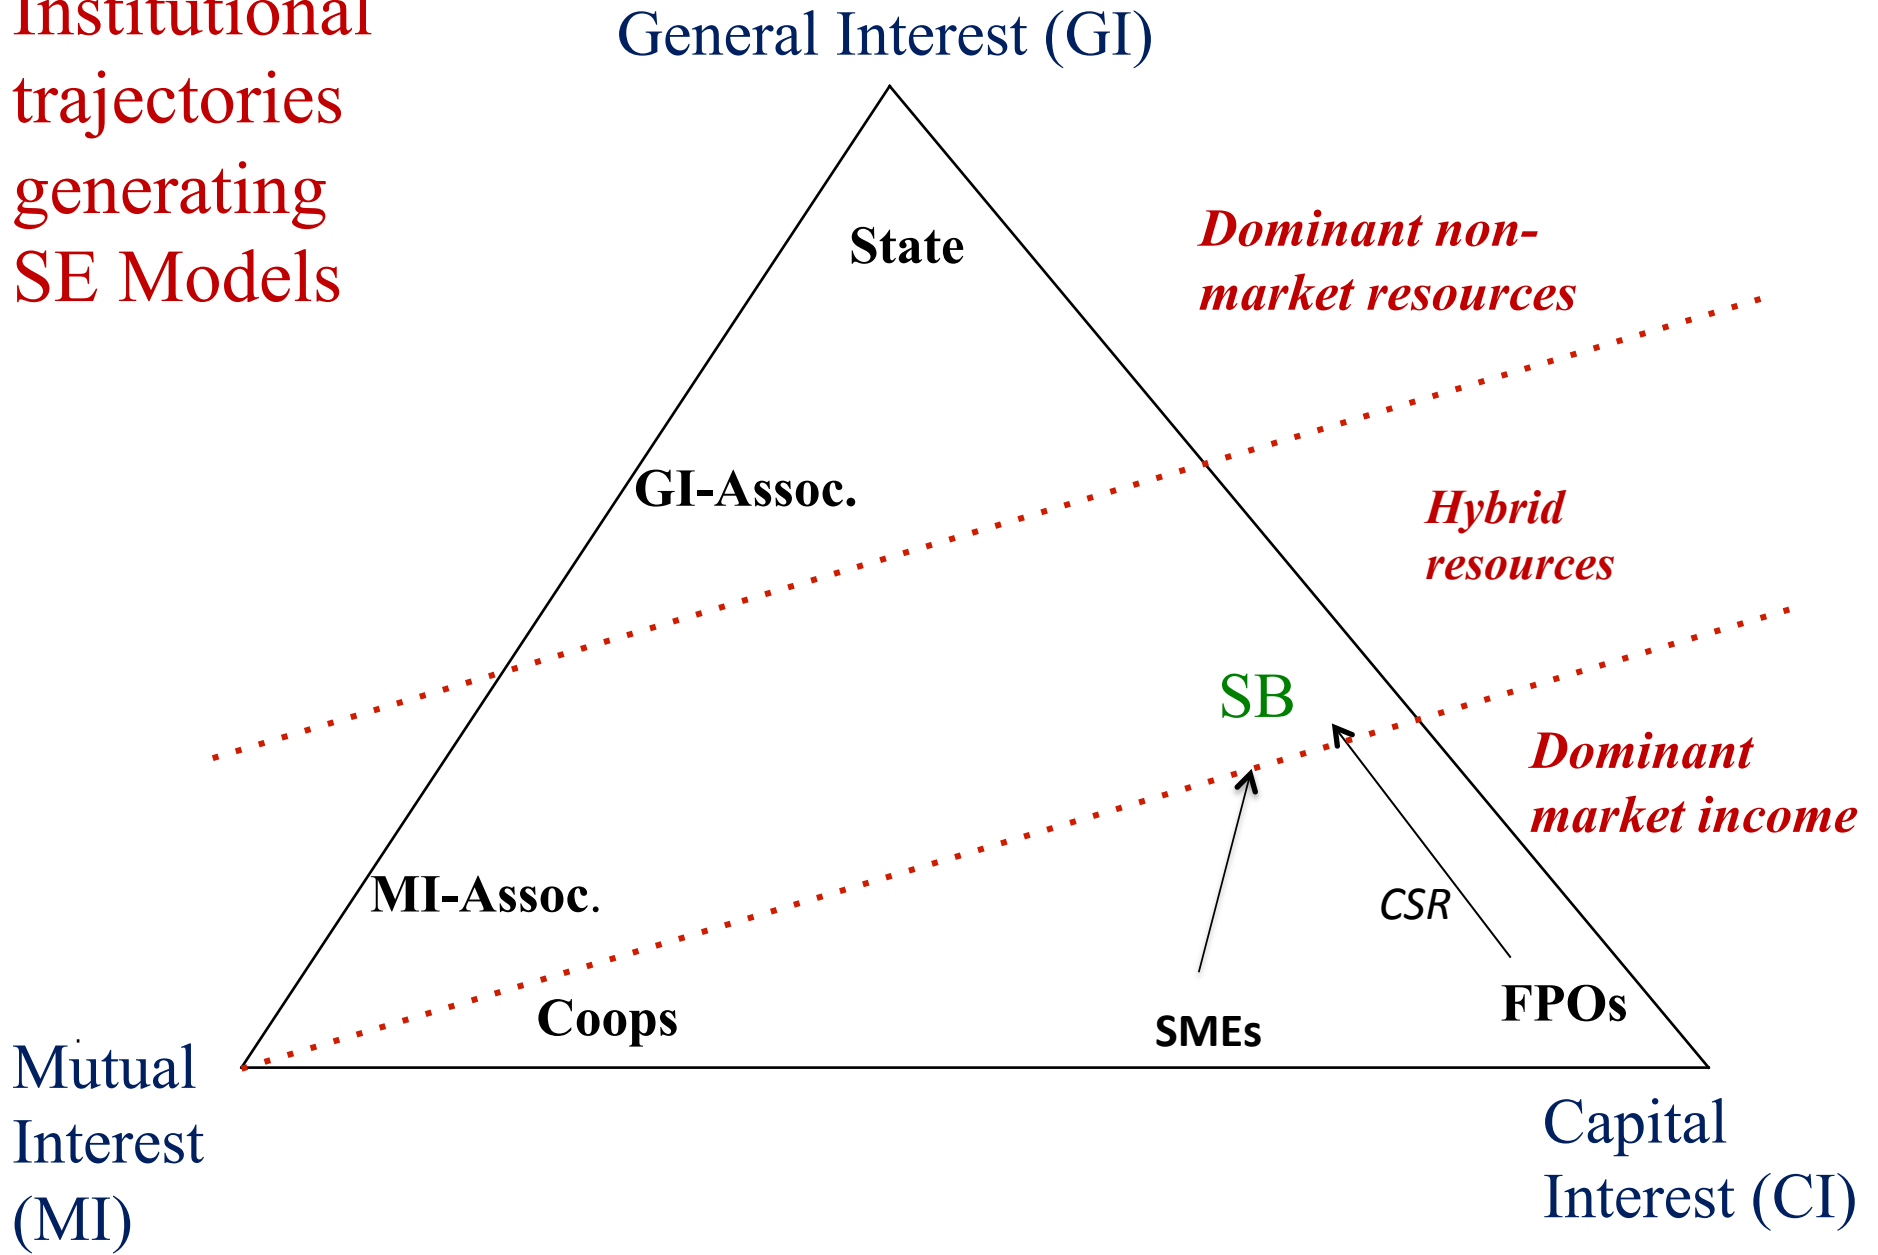 Institutional
trajectories
generating
SE Models
General Interest (GI)
State
Dominant non-
market resources
GI-Assoc.
Hybrid
resources
SB
Dominant
market income
MI-Assoc.
CSR
Coops
SMEs
FPOs
Mutual
Interest
(MI)
Capital
Interest (CI)